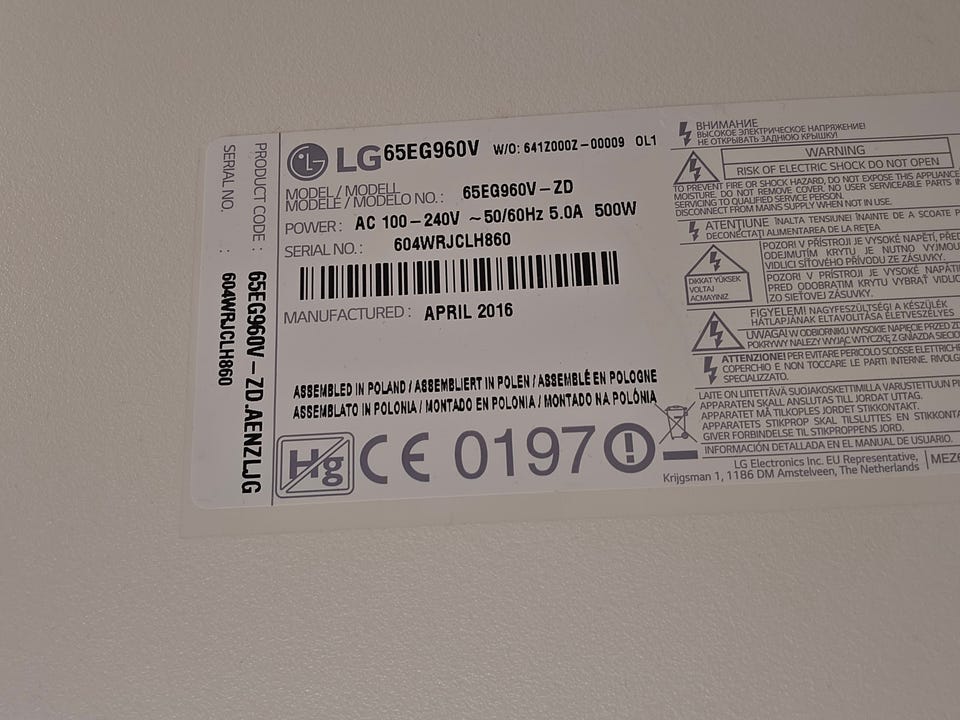 SERIAL NO. : 604WRJCLH860
PRODUCT CODE : 65EG960V-ZD.AENZLJG
LG 65EG960V W/O: 641Z000Z-00009 OL1
MODEL/MODELL
MODELE / MODELO NO.: 65EG960V-ZD
POWER: AC 100-240V ~50/60Hz 5.0A 500W
SERIAL NO.: 604WRJCLH860
MANUFACTURED: APRIL 2016
ASSEMBLED IN POLAND / ASSEMBLIERT IN POLEN / ASSEMBLÉ EN POLOGNE
ASSEMBLATO IN POLONIA / MONTADO EN POLONIA / MONTADO NA POLÓNIA
Hg CE 0197
ВНИМАНИЕ
ВЫСОКОЕ ЭЛЕКТРИЧЕСКОЕ НАПРЯЖЕНИЕ!
НЕ ОТКРЫВАТЬ ЗАДНЮЮ КРЫШКУ!
WARNING
RISK OF ELECTRIC SHOCK DO NOT OPEN
TO PREVENT FIRE OR SHOCK HAZARD, DO NOT EXPOSE THIS APPLIANCE
MOISTURE. DO NOT REMOVE COVER. NO USER SERVICEABLE PARTS IN
SERVICING TO QUALIFIED SERVICE PERSON.
DISCONNECT FROM MAINS SUPPLY WHEN NOT IN USE.
ATENŢIUNE ÎNALTA TENSIUNE! ÎNAINTE DE A SCOATE P
DECONECTAŢI ALIMENTAREA DE LA REŢEA
DIKKAT YÜKSEK
VOLTAJ
AÇMAYINIZ
POZOR! V PŘÍSTROJI JE VYSOKÉ NAPĚTÍ, PŘED
ODEJMUTÍM KRYTU JE NUTNO VYJMOU
VIDLICI SÍŤOVÉHO PŘÍVODU ZE ZÁSUVKY.
POZOR! V PRÍSTROJI JE VYSOKÉ NAPÄTI
PRED ODOBRATIM KRYTU VYBRAŤ VIDLIC
ZO SIEŤOVEJ ZÁSUVKY.
FIGYELEM! NAGYFESZÜLTSÉG! A KÉSZÜLÉK
HÁTLAPJÁNAK ELTÁVOLÍTÁSA ÉLETVESZÉLYES!
UWAGA! W ODBIORNIKU WYSOKIE NAPIĘCIE PRZED ZD
POKRYWY NALEŻY WYJĄĆ WTYCZKĘ Z GNIAZDA SIECIO
ATTENZIONE! PER EVITARE PERICOLO SCOSSE ELETTRICHE
COPERCHIO E NON TOCCARE LE PARTI INTERNE. RIVOLG
SPECIALIZZATO.
LAITE ON LIITETTÄVÄ SUOJAKOSKETTIMILLA VARUSTETTUUN PI
APPARATEN SKALL ANSLUTAS TILL JORDAT UTTAG.
APPARATET MÅ TILKOPLES JORDET STIKKONTAKT.
APPARATETS STIKPROP SKAL TILSLUTTES EN STIKKONTA
GIVER FORBINDELSE TIL STIKPROPPENS JORD.
INFORMACIÓN DETALLADA EN EL MANUAL DE USUARIO.
LG Electronics Inc. EU Representative,
Krijgsman 1, 1186 DM Amstelveen, The Netherlands
MEZ6